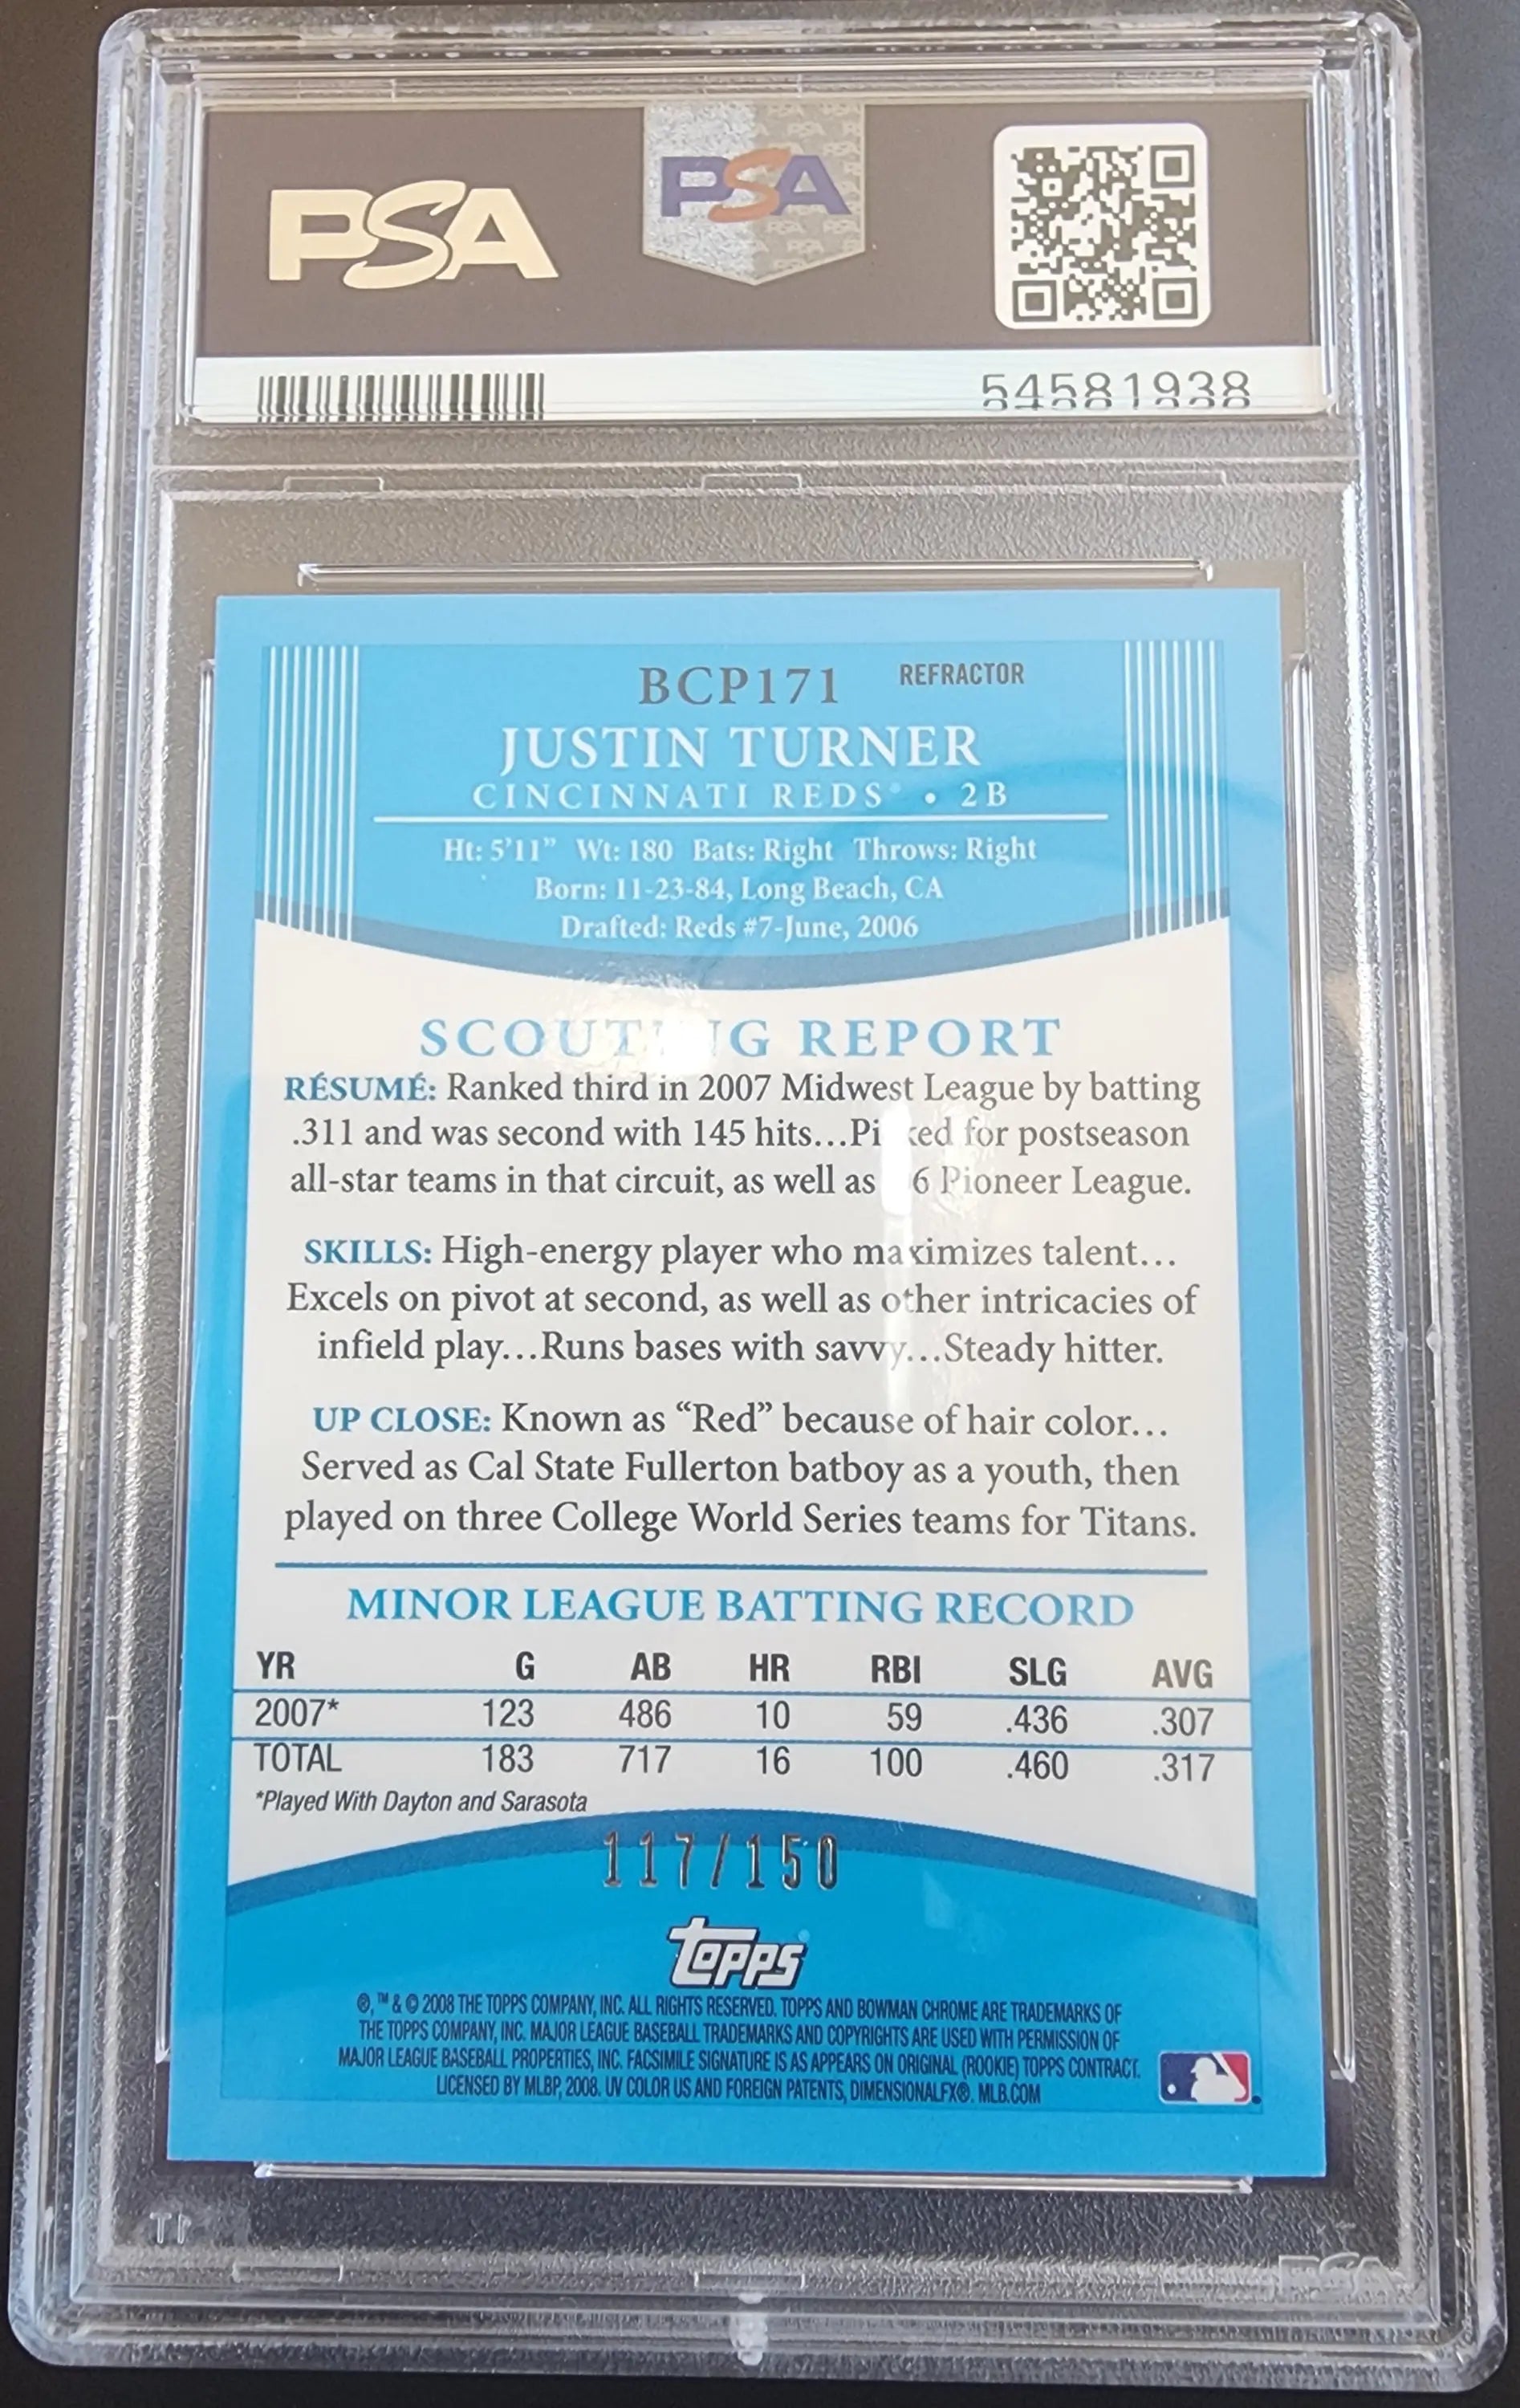 PSA
PSA
54581938
BCP171 REFRACTOR
JUSTIN TURNER
CINCINNATI REDS • 2B
Ht: 5'11" Wt: 180 Bats: Right Throws: Right
Born: 11-23-84, Long Beach, CA
Drafted: Reds #7-June, 2006
REPORT
RÉSUMÉ: Ranked third in 2007 Midwest League by batting
.311 and was second with 145 hits... for postseason
all-star teams in that circuit, as well as Pioneer League.
SKILLS: High-energy player who maximizes talent...
Excels on pivot at second, as well as other intricacies of
infield play...Runs bases with savvy...Steady hitter.
UP CLOSE: Known as “Red” because of hair color...
Served as Cal State Fullerton batboy as a youth, then
played on three College World Series teams for Titans.
MINOR LEAGUE BATTING RECORD
YR G AB HR RBI SLG AVG
2007* 123 486 10 59 .436 .307
TOTAL 183 717 16 100 .460 .317
*Played With Dayton and Sarasota
117/150
Topps
®, ™ & © 2008 THE TOPPS COMPANY, INC. ALL RIGHTS RESERVED. TOPPS AND BOWMAN CHROME ARE TRADEMARKS OF
THE TOPPS COMPANY, INC. MAJOR LEAGUE BASEBALL TRADEMARKS AND COPYRIGHTS ARE USED WITH PERMISSION OF
MAJOR LEAGUE BASEBALL PROPERTIES, INC. FACSIMILE SIGNATURE IS AS APPEARS ON ORIGINAL (ROOKIE) TOPPS CONTRACT.
LICENSED BY MLBP, 2008. UV COLOR US AND FOREIGN PATENTS, DIMENSIONALFX®. MLB.COM
PSA